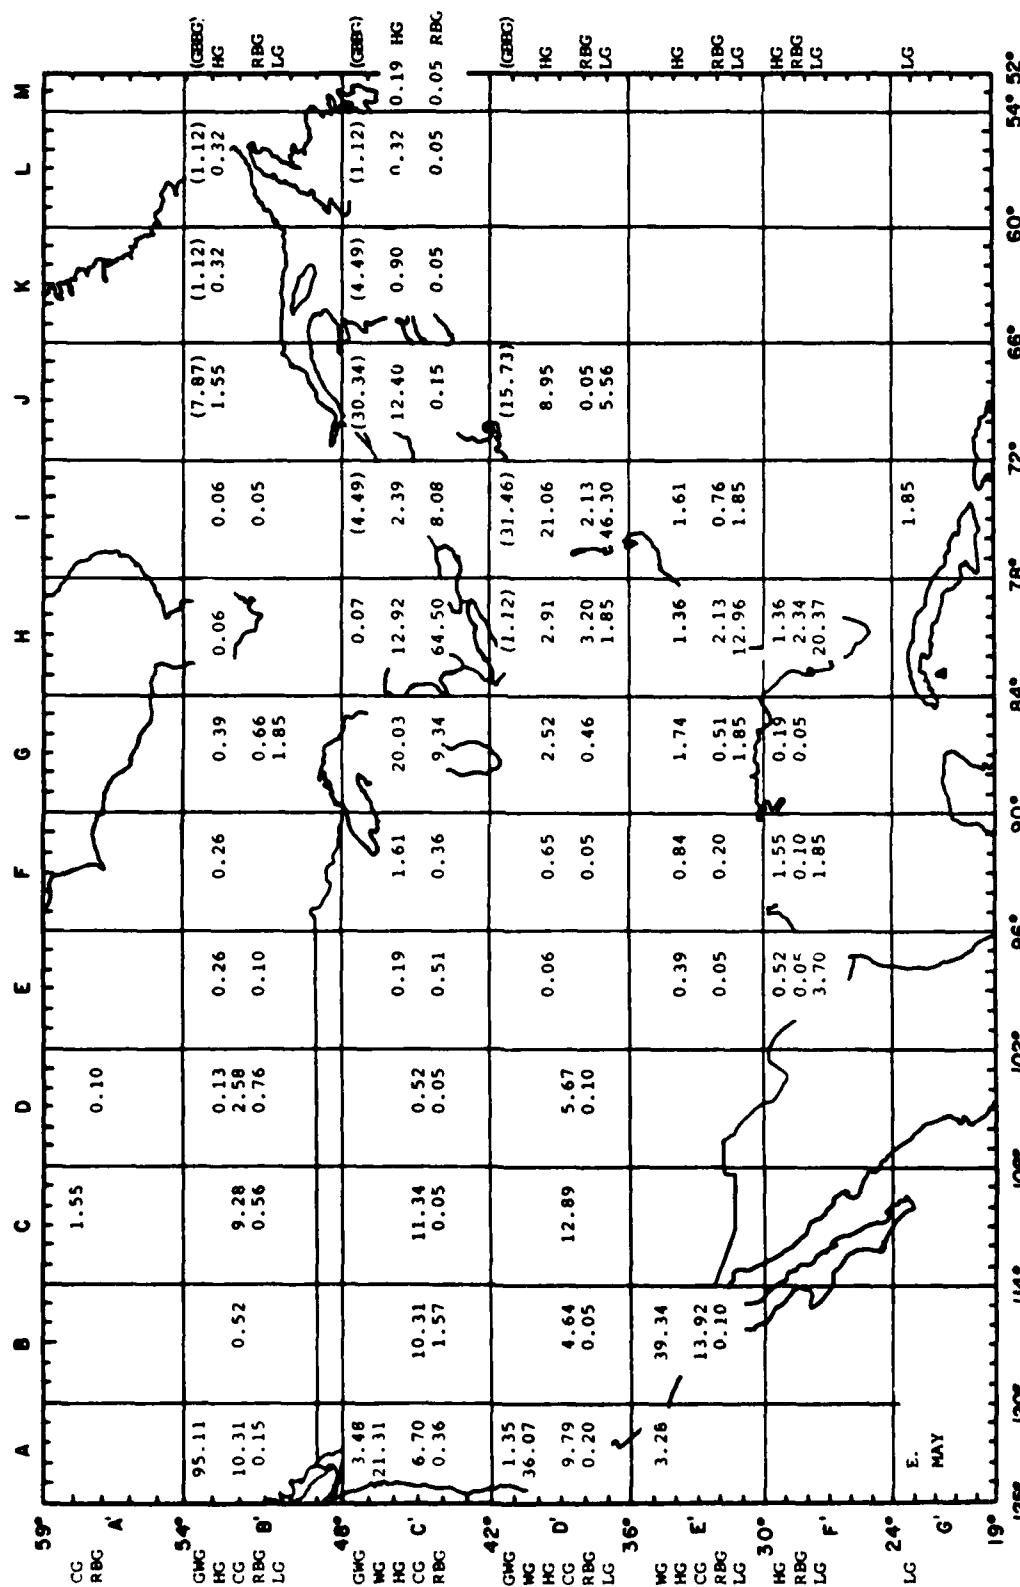 A B C D E F G H I J K L M
59°
CG 1.55
RBG 0.10
A'
54°
GWG 95.11 (7.87) (1.12) (1.12) (GBBG)
HG 0.13 0.26 0.26 0.39 0.06 0.06 1.55 0.32 0.32 HG
CG 10.31 0.52 9.28 2.58
RBG 0.15 0.56 0.76 0.10 0.66 0.05 RBG
B'
LG 1.85 LG
48°
GWG 3.48 0.07 (4.49) (30.34) (4.49) (1.12) (GBBG)
WG 21.31
HG 0.19 1.61 20.03 12.92 2.39 12.40 0.90 0.32 0.19 HG
C'
CG 6.70 10.31 11.34 0.52
RBG 0.36 1.57 0.05 0.05 0.51 0.36 9.34 64.50 8.08 0.15 0.05 0.05 0.05 RBG
42°
GWG 1.35 (1.12) (31.46) (15.73) (GBBG)
WG 36.07
HG 0.06 0.65 2.52 2.91 21.06 8.95 HG
D'
CG 9.79 4.64 12.89 5.67
RBG 0.20 0.05 0.10 0.05 0.46 3.20 2.13 0.05 RBG
LG 1.85 46.30 5.56 LG
36°
WG 3.28 39.34
HG 0.39 0.84 1.74 1.36 1.61 HG
E'
CG 13.92
RBG 0.10 0.05 0.20 0.51 2.13 0.76 RBG
LG 1.85 12.96 1.85 LG
30°
HG 0.52 1.55 0.19 1.36 HG
RBG 0.05 0.10 0.05 2.34 RBG
F'
LG 3.70 1.85 20.37 LG
24°
LG 1.85 LG
E.
MAY
G'
19°
126° 120° 114° 108° 102° 96° 90° 84° 78° 72° 66° 60° 54° 52°